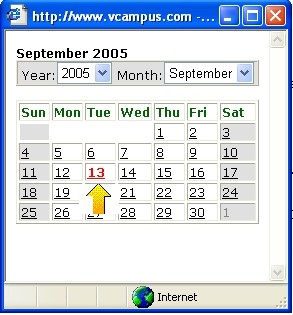 http://www.vcampus.com -...
September 2005
Year: 2005 Month: September
Sun Mon Tue Wed Thu Fri Sat
1 2 3
4 5 6 7 8 9 10
11 12 13 14 15 16 17
18 19 21 22 23 24
25 26 28 29 30 1
Internet